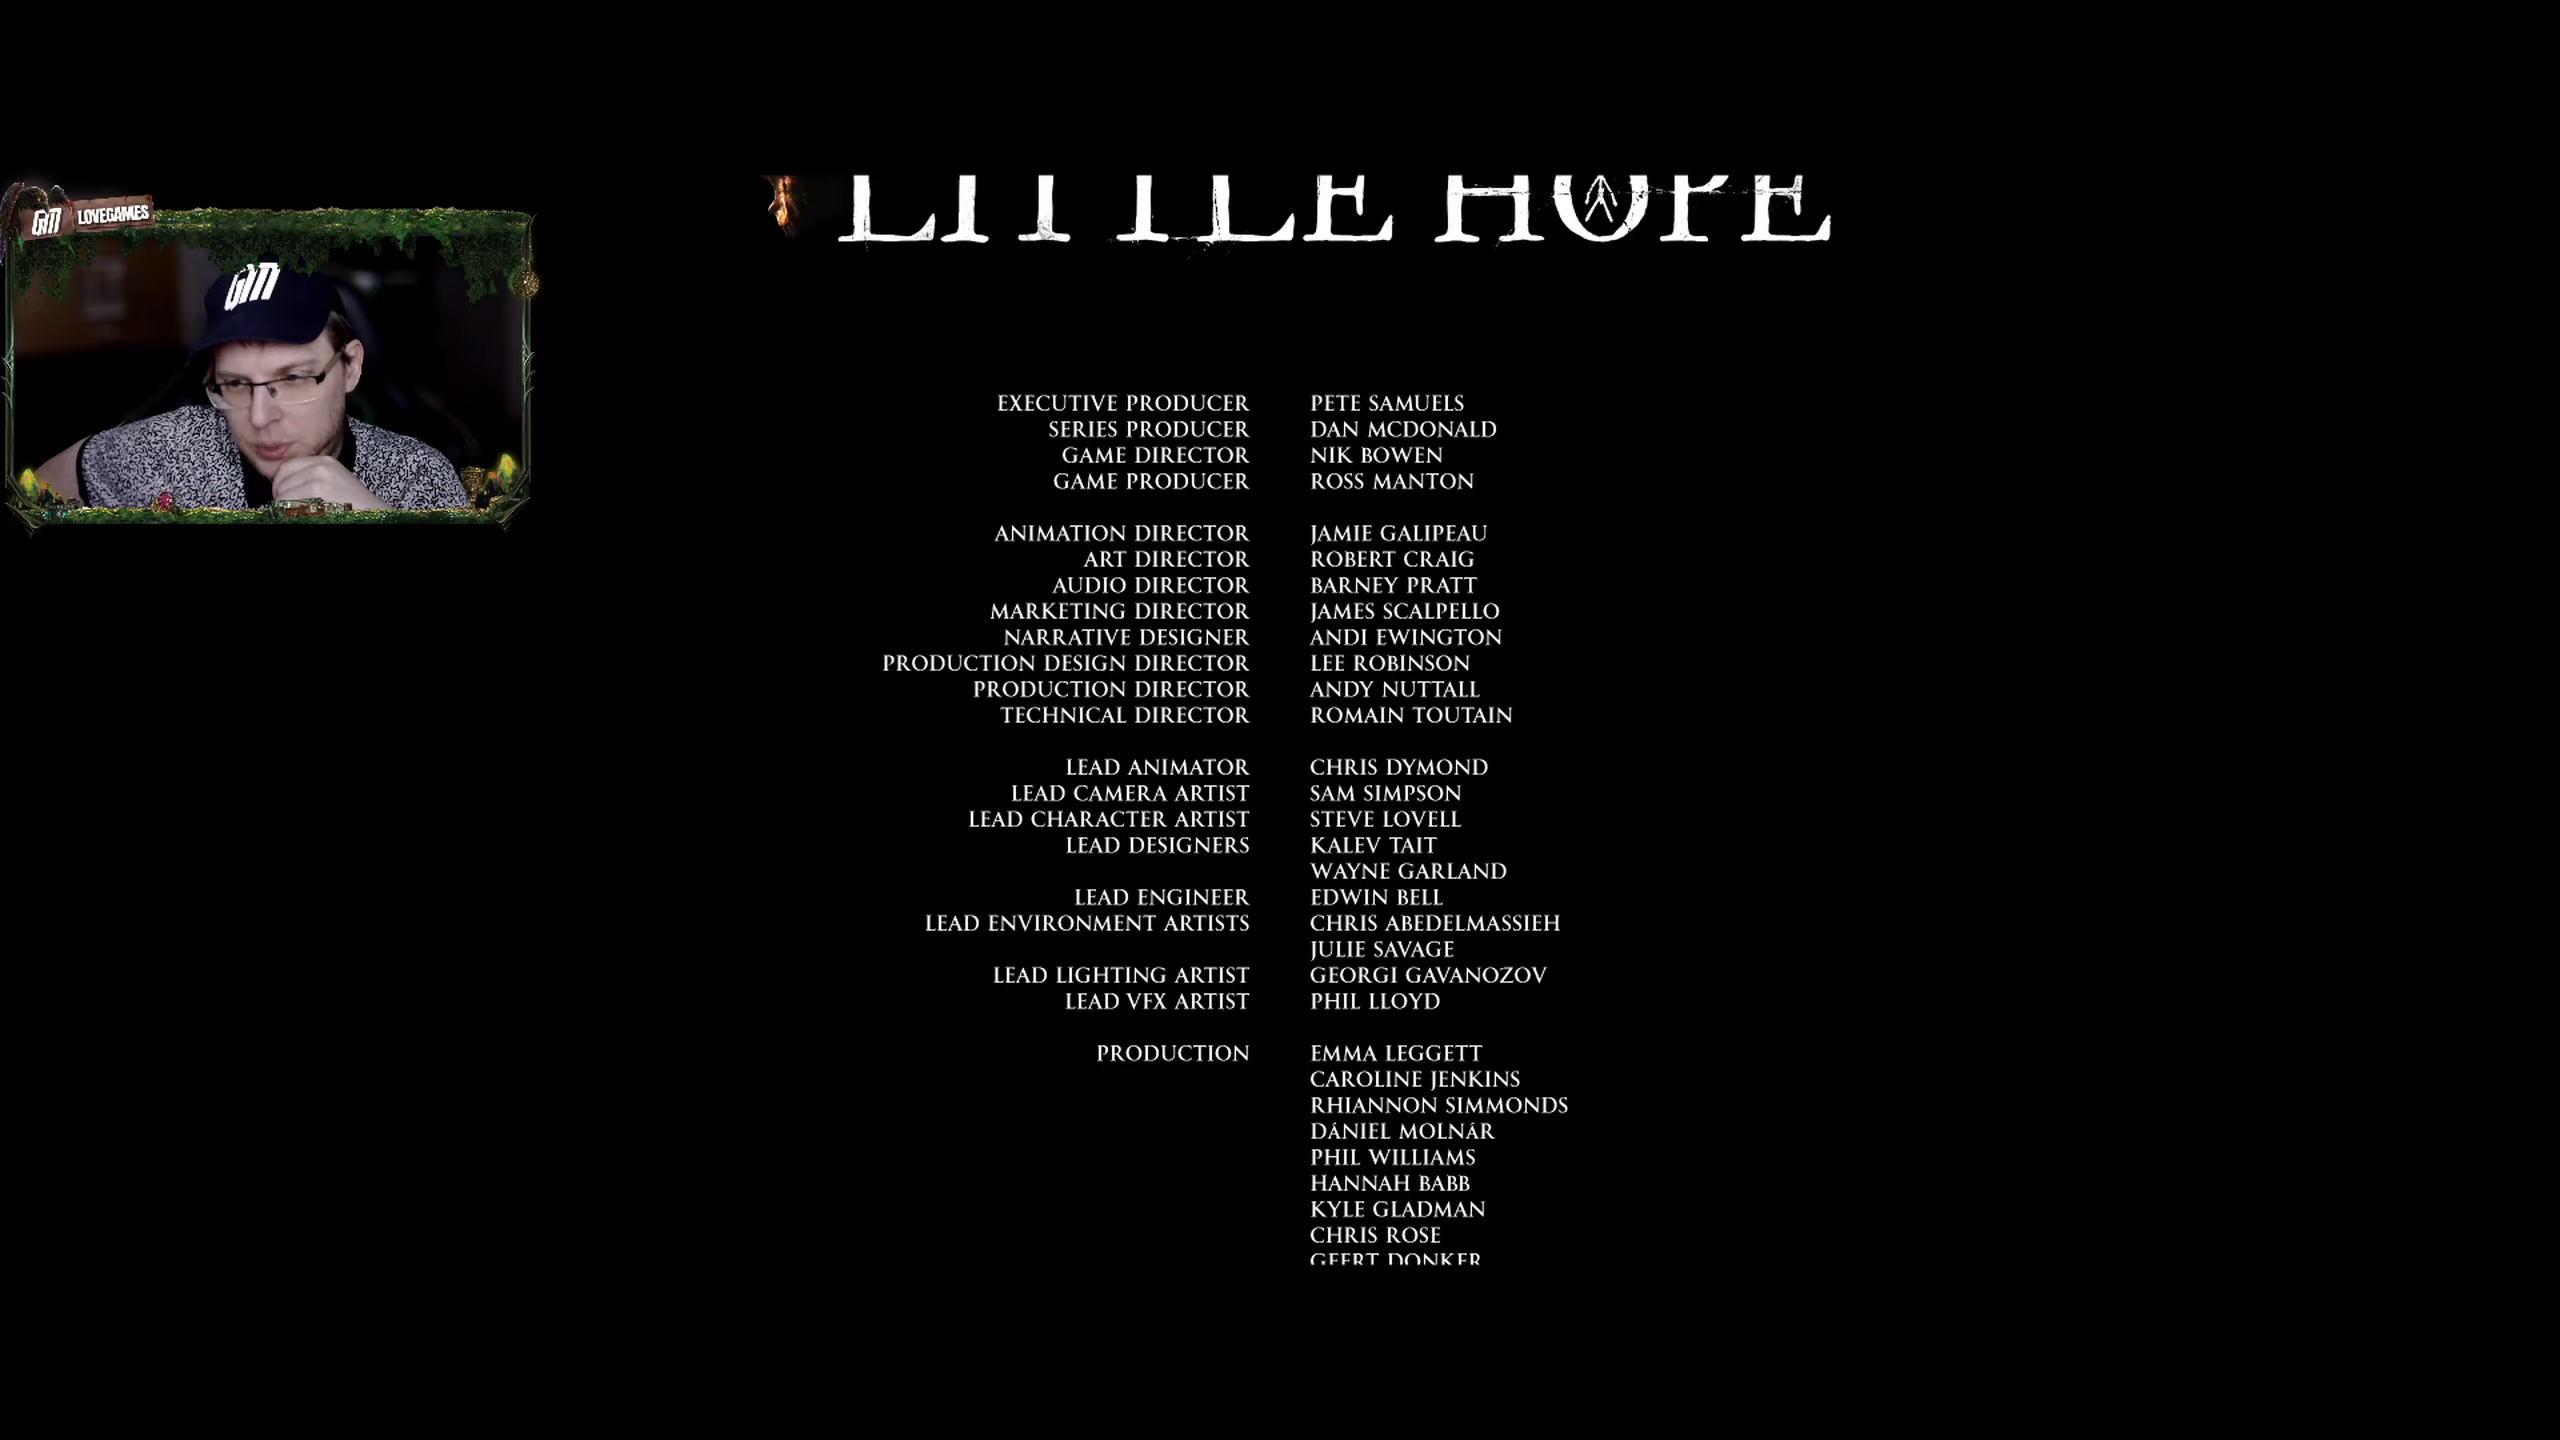 LITTLE HOPE
GN LOVEGAMES
GN
EXECUTIVE PRODUCER PETE SAMUELS
SERIES PRODUCER DAN MCDONALD
GAME DIRECTOR NIK BOWEN
GAME PRODUCER ROSS MANTON
ANIMATION DIRECTOR JAMIE GALIPEAU
ART DIRECTOR ROBERT CRAIG
AUDIO DIRECTOR BARNEY PRATT
MARKETING DIRECTOR JAMES SCALPELLO
NARRATIVE DESIGNER ANDI EWINGTON
PRODUCTION DESIGN DIRECTOR LEE ROBINSON
PRODUCTION DIRECTOR ANDY NUTTALL
TECHNICAL DIRECTOR ROMAIN TOUTAIN
LEAD ANIMATOR CHRIS DYMOND
LEAD CAMERA ARTIST SAM SIMPSON
LEAD CHARACTER ARTIST STEVE LOVELL
LEAD DESIGNERS KALEV TAIT
WAYNE GARLAND
LEAD ENGINEER EDWIN BELL
LEAD ENVIRONMENT ARTISTS CHRIS ABEDELMASSIEH
JULIE SAVAGE
LEAD LIGHTING ARTIST GEORGI GAVANOZOV
LEAD VFX ARTIST PHIL LLOYD
PRODUCTION EMMA LEGGETT
CAROLINE JENKINS
RHIANNON SIMMONDS
DÁNIEL MOLNÁR
PHIL WILLIAMS
HANNAH BABB
KYLE GLADMAN
CHRIS ROSE
GEERT DONKER